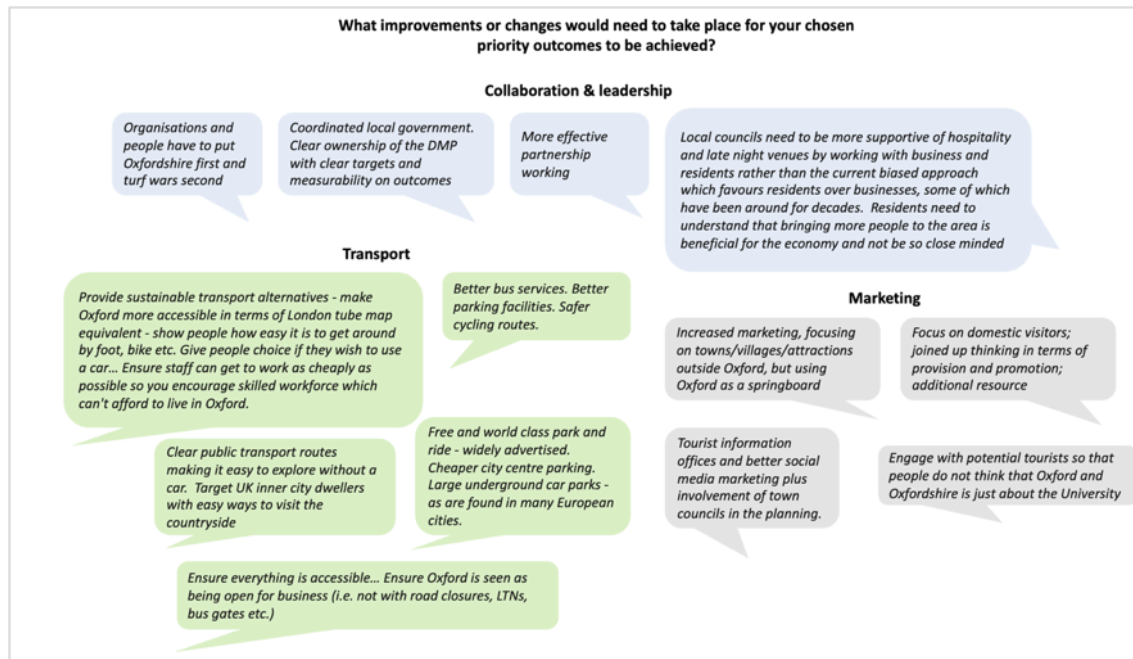 What improvements or changes would need to take place for your chosen
priority outcomes to be achieved?
Collaboration & leadership
Organisations and
people have to put
Oxfordshire first and
turf wars second
Coordinated local government.
Clear ownership of the DMP
with clear targets and
measurability on outcomes
More effective
partnership
working
Local councils need to be more supportive of hospitality
and late night venues by working with business and
residents rather than the current biased approach
which favours residents over businesses, some of which
have been around for decades.  Residents need to
understand that bringing more people to the area is
beneficial for the economy and not be so close minded
Transport
Provide sustainable transport alternatives - make
Oxford more accessible in terms of London tube map
equivalent - show people how easy it is to get around
by foot, bike etc. Give people choice if they wish to use
a car... Ensure staff can get to work as cheaply as
possible so you encourage skilled workforce which
can't afford to live in Oxford.
Better bus services. Better
parking facilities. Safer
cycling routes.
Clear public transport routes
making it easy to explore without a
car.  Target UK inner city dwellers
with easy ways to visit the
countryside
Free and world class park and
ride - widely advertised.
Cheaper city centre parking.
Large underground car parks -
as are found in many European
cities.
Ensure everything is accessible... Ensure Oxford is seen as
being open for business (i.e. not with road closures, LTNs,
bus gates etc.)
Marketing
Increased marketing, focusing
on towns/villages/attractions
outside Oxford, but using
Oxford as a springboard
Focus on domestic visitors;
joined up thinking in terms of
provision and promotion;
additional resource
Tourist information
offices and better social
media marketing plus
involvement of town
councils in the planning.
Engage with potential tourists so that
people do not think that Oxford and
Oxfordshire is just about the University